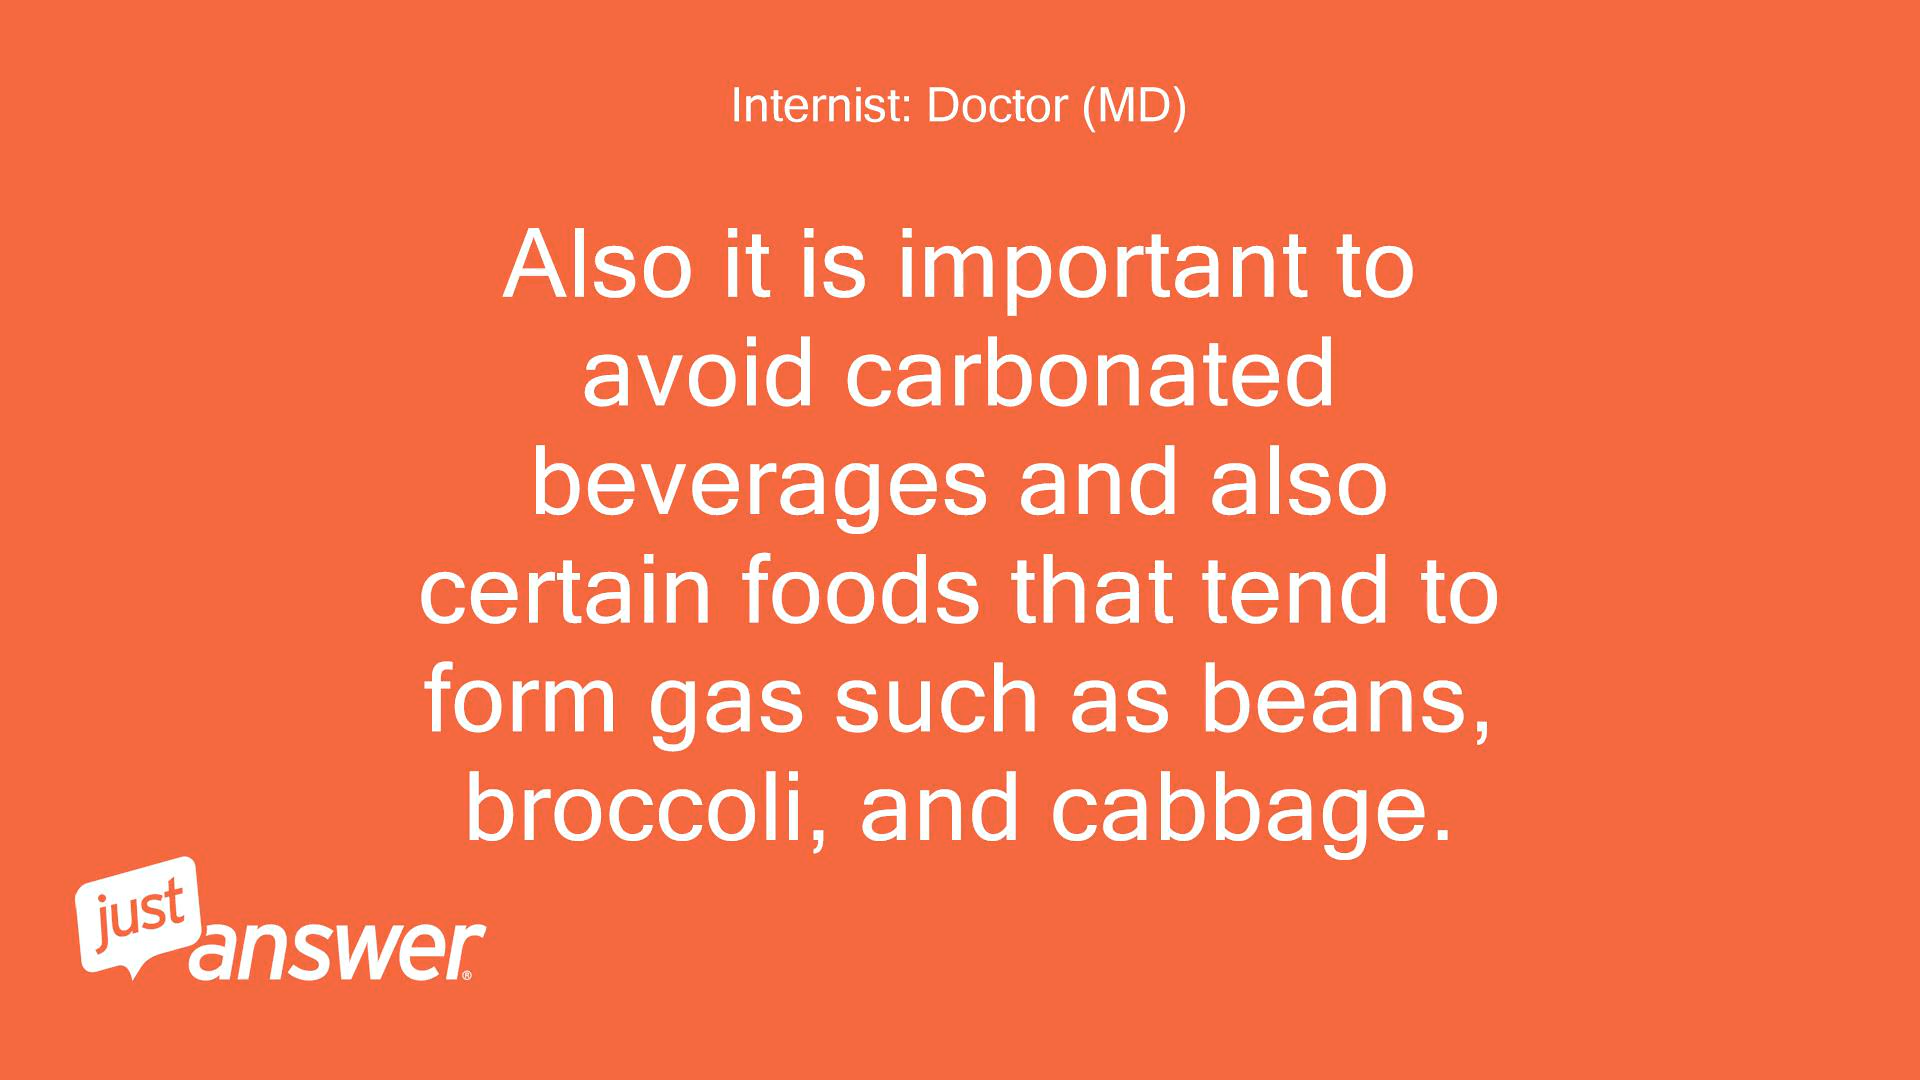 Internist: Doctor (MD)
Also it is important to
avoid carbonated
beverages and also
certain foods that tend to
form gas such as beans,
broccoli, and cabbage.
just
answer®